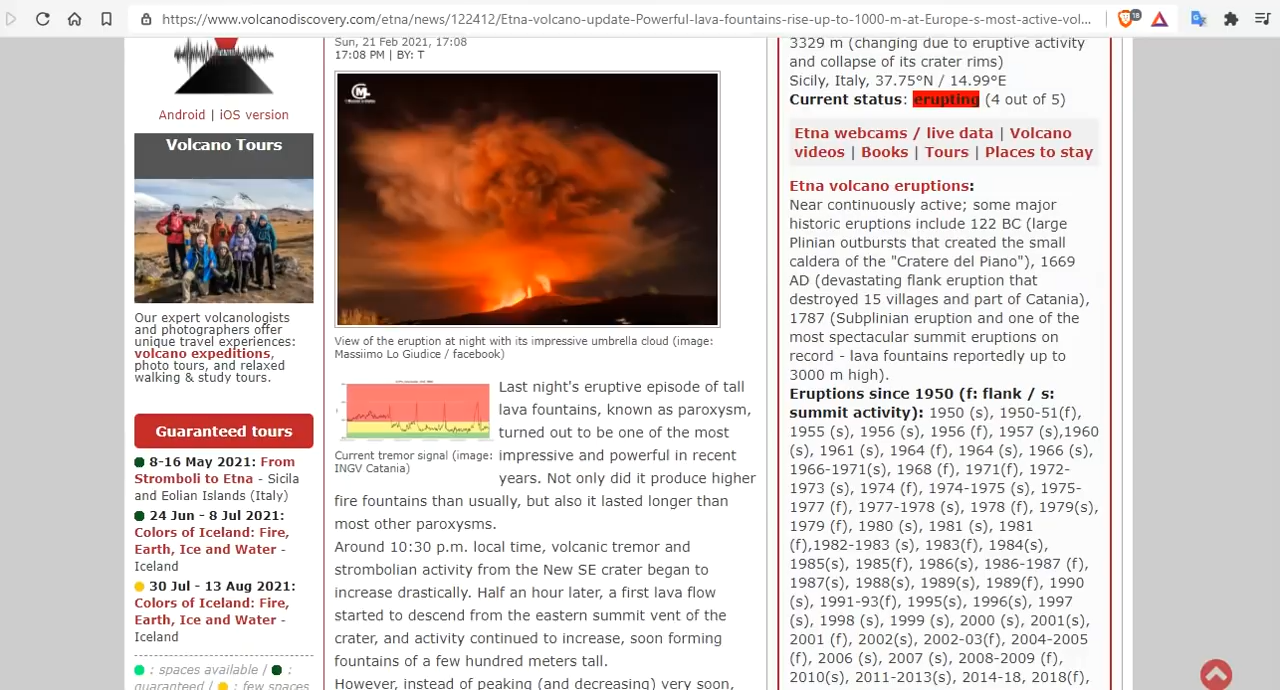 https://www.volcanodiscovery.com/etna/news/122412/Etna-volcano-update-Powerful-lava-fountains-rise-up-to-1000-m-at-Europe-s-most-active-vol...
18
Android | iOS version
Volcano Tours
Our expert volcanologists
and photographers offer
unique travel experiences:
volcano expeditions,
photo tours, and relaxed
walking & study tours.
Guaranteed tours
8-16 May 2021: From
Stromboli to Etna - Sicila
and Eolian Islands (Italy)
24 Jun - 8 Jul 2021:
Colors of Iceland: Fire,
Earth, Ice and Water -
Iceland
30 Jul - 13 Aug 2021:
Colors of Iceland: Fire,
Earth, Ice and Water -
Iceland
: spaces available / :
guaranteed / : few spaces
Sun, 21 Feb 2021, 17:08
17:08 PM | BY: T
View of the eruption at night with its impressive umbrella cloud (image:
Massiimo Lo Giudice / facebook)
Current tremor signal (image:
INGV Catania)
Last night's eruptive episode of tall
lava fountains, known as paroxysm,
turned out to be one of the most
impressive and powerful in recent
years. Not only did it produce higher
fire fountains than usually, but also it lasted longer than
most other paroxysms.
Around 10:30 p.m. local time, volcanic tremor and
strombolian activity from the New SE crater began to
increase drastically. Half an hour later, a first lava flow
started to descend from the eastern summit vent of the
crater, and activity continued to increase, soon forming
fountains of a few hundred meters tall.
However, instead of peaking (and decreasing) very soon,
3329 m (changing due to eruptive activity
and collapse of its crater rims)
Sicily, Italy, 37.75°N / 14.99°E
Current status: erupting (4 out of 5)
Etna webcams / live data | Volcano
videos | Books | Tours | Places to stay
Etna volcano eruptions:
Near continuously active; some major
historic eruptions include 122 BC (large
Plinian outbursts that created the small
caldera of the "Cratere del Piano"), 1669
AD (devastating flank eruption that
destroyed 15 villages and part of Catania),
1787 (Subplinian eruption and one of the
most spectacular summit eruptions on
record - lava fountains reportedly up to
3000 m high).
Eruptions since 1950 (f: flank / s:
summit activity): 1950 (s), 1950-51(f),
1955 (s), 1956 (s), 1956 (f), 1957 (s),1960
(s), 1961 (s), 1964 (f), 1964 (s), 1966 (s),
1966-1971(s), 1968 (f), 1971(f), 1972-
1973 (s), 1974 (f), 1974-1975 (s), 1975-
1977 (f), 1977-1978 (s), 1978 (f), 1979(s),
1979 (f), 1980 (s), 1981 (s), 1981
(f),1982-1983 (s), 1983(f), 1984(s),
1985(s), 1985(f), 1986(s), 1986-1987 (f),
1987(s), 1988(s), 1989(s), 1989(f), 1990
(s), 1991-93(f), 1995(s), 1996(s), 1997
(s), 1998 (s), 1999 (s), 2000 (s), 2001(s),
2001 (f), 2002(s), 2002-03(f), 2004-2005
(f), 2006 (s), 2007 (s), 2008-2009 (f),
2010(s), 2011-2013(s), 2014-18, 2018(f),